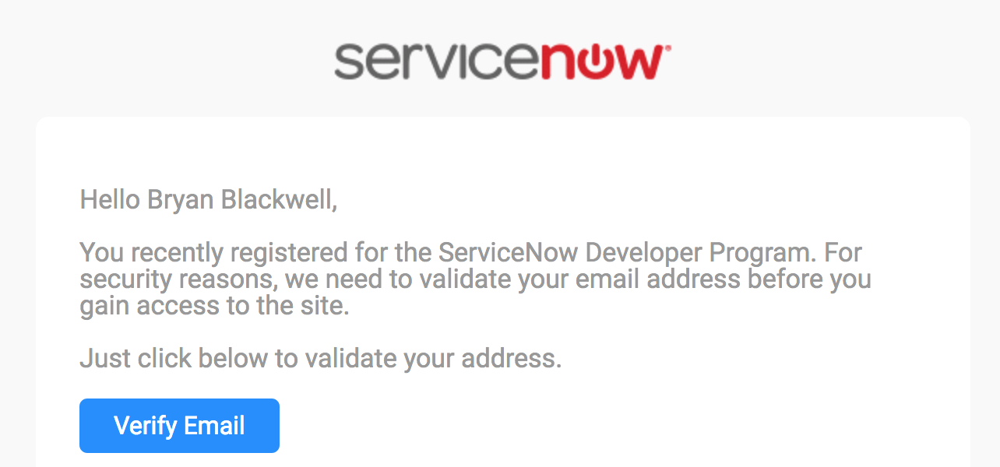 servicenow
Hello Bryan Blackwell,
You recently registered for the ServiceNow Developer Program. For
security reasons, we need to validate your email address before you
gain access to the site.
Just click below to validate your address.
Verify Email